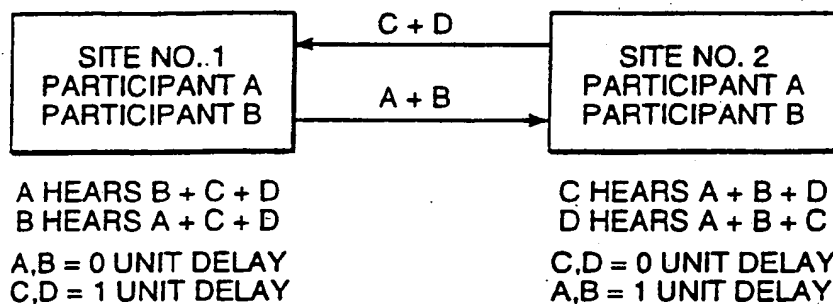 SITE NO. 1
PARTICIPANT A
PARTICIPANT B
C + D
A + B
SITE NO. 2
PARTICIPANT A
PARTICIPANT B
A HEARS B + C + D
B HEARS A + C + D
A,B = 0 UNIT DELAY
C,D = 1 UNIT DELAY
C HEARS A + B + D
D HEARS A + B + C
C,D = 0 UNIT DELAY
A,B = 1 UNIT DELAY